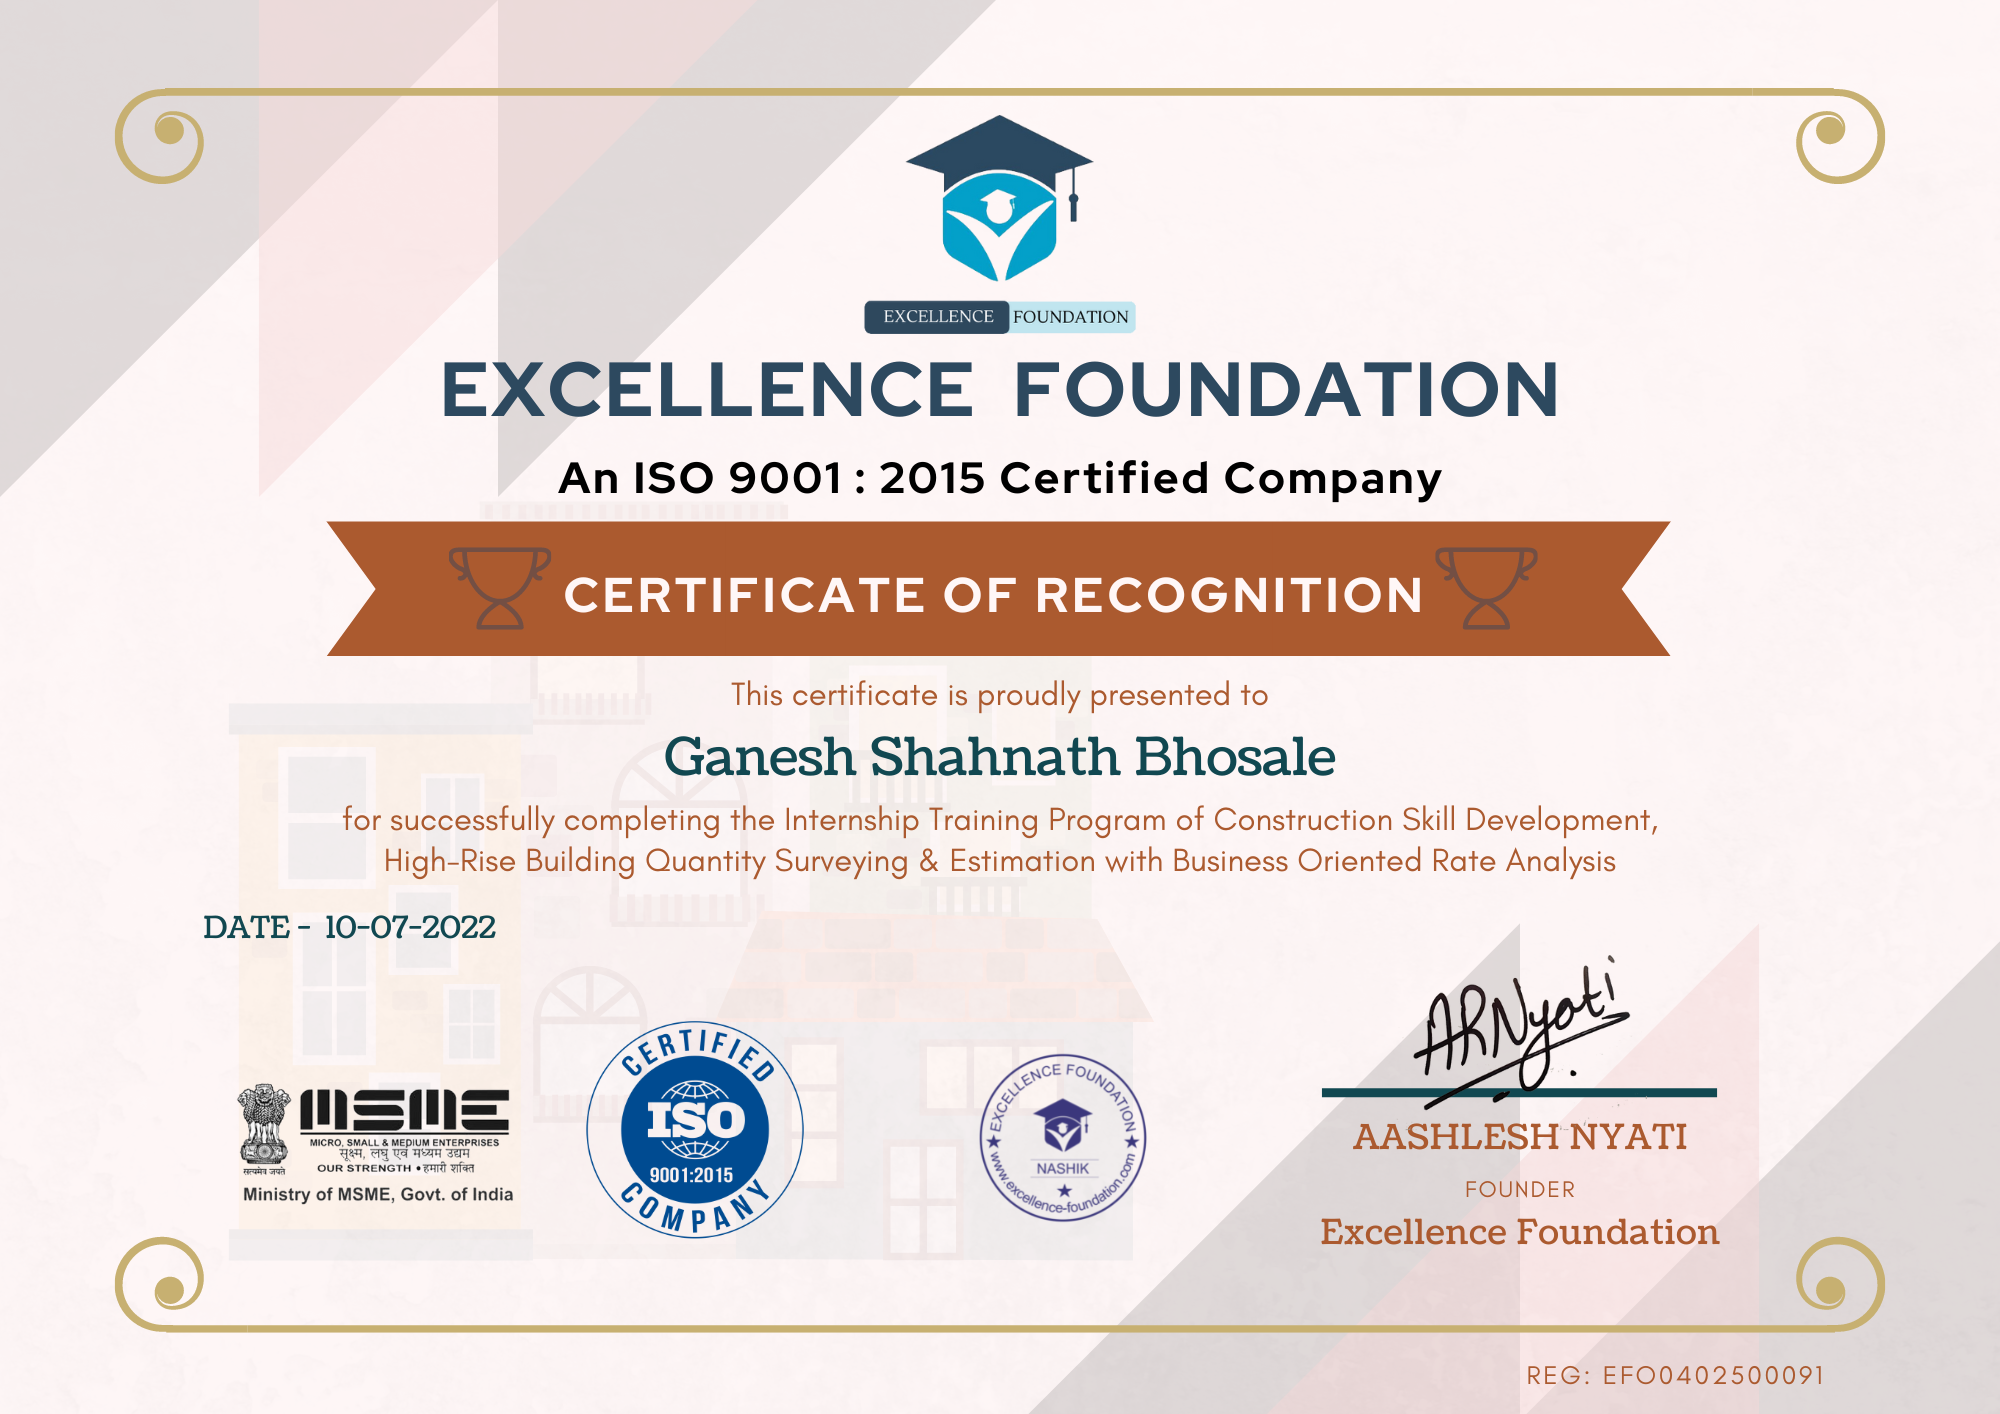 EXCELLENCE FOUNDATION
EXCELLENCE FOUNDATION
An ISO 9001 : 2015 Certified Company
CERTIFICATE OF RECOGNITION
This certificate is proudly presented to
Ganesh Shahnath Bhosale
for successfully completing the Internship Training Program of Construction Skill Development,
High-Rise Building Quantity Surveying & Estimation with Business Oriented Rate Analysis
DATE - 10-07-2022
सत्यमेव जयते
MSME
MICRO, SMALL & MEDIUM ENTERPRISES
सूक्ष्म, लघु एवं मध्यम उद्यम
OUR STRENGTH • हमारी शक्ति
Ministry of MSME, Govt. of India
CERTIFIED
ISO
9001:2015
COMPANY
EXCELLENCE FOUNDATION
NASHIK
www.excellence-foundation.com
ARNyati
AASHLESH NYATI
FOUNDER
Excellence Foundation
REG: EFO0402500091